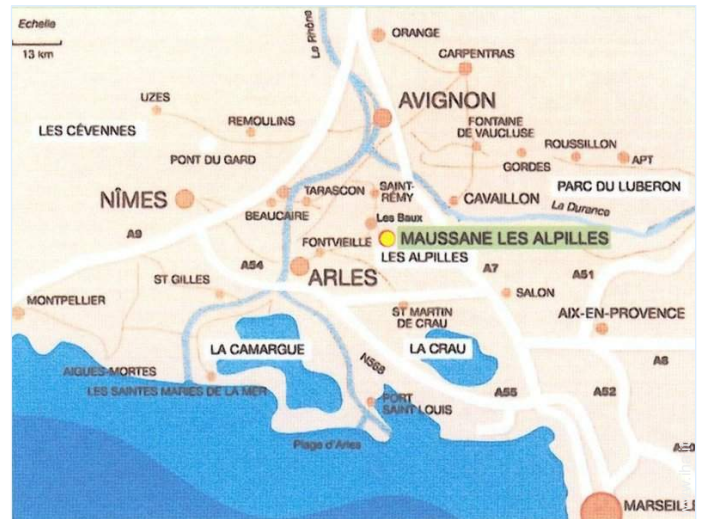 Echelle
13 km
Le Rhône
ORANGE
CARPENTRAS
AVIGNON
UZES
REMOULINS
LES CÉVENNES
PONT DU GARD
FONTAINE
DE VAUCLUSE
ROUSSILLON
GORDES
APT
PARC DU LUBERON
NÎMES
TARASCON
BEAUCAIRE
SAINT-
RÉMY
CAVAILLON
La Durance
Les Baux
MAUSSANE LES ALPILLES
LES ALPILLES
FONTVIEILLE
A9
A54
ARLES
A7
A51
ST GILLES
MONTPELLIER
SALON
ST MARTIN
DE CRAU
AIX-EN-PROVENCE
LA CAMARGUE
LA CRAU
N568
A8
AIGUES-MORTES
LES SAINTES MARIES DE LA MER
PORT
SAINT LOUIS
A55
A52
Plage d'Arles
MARSEILLE